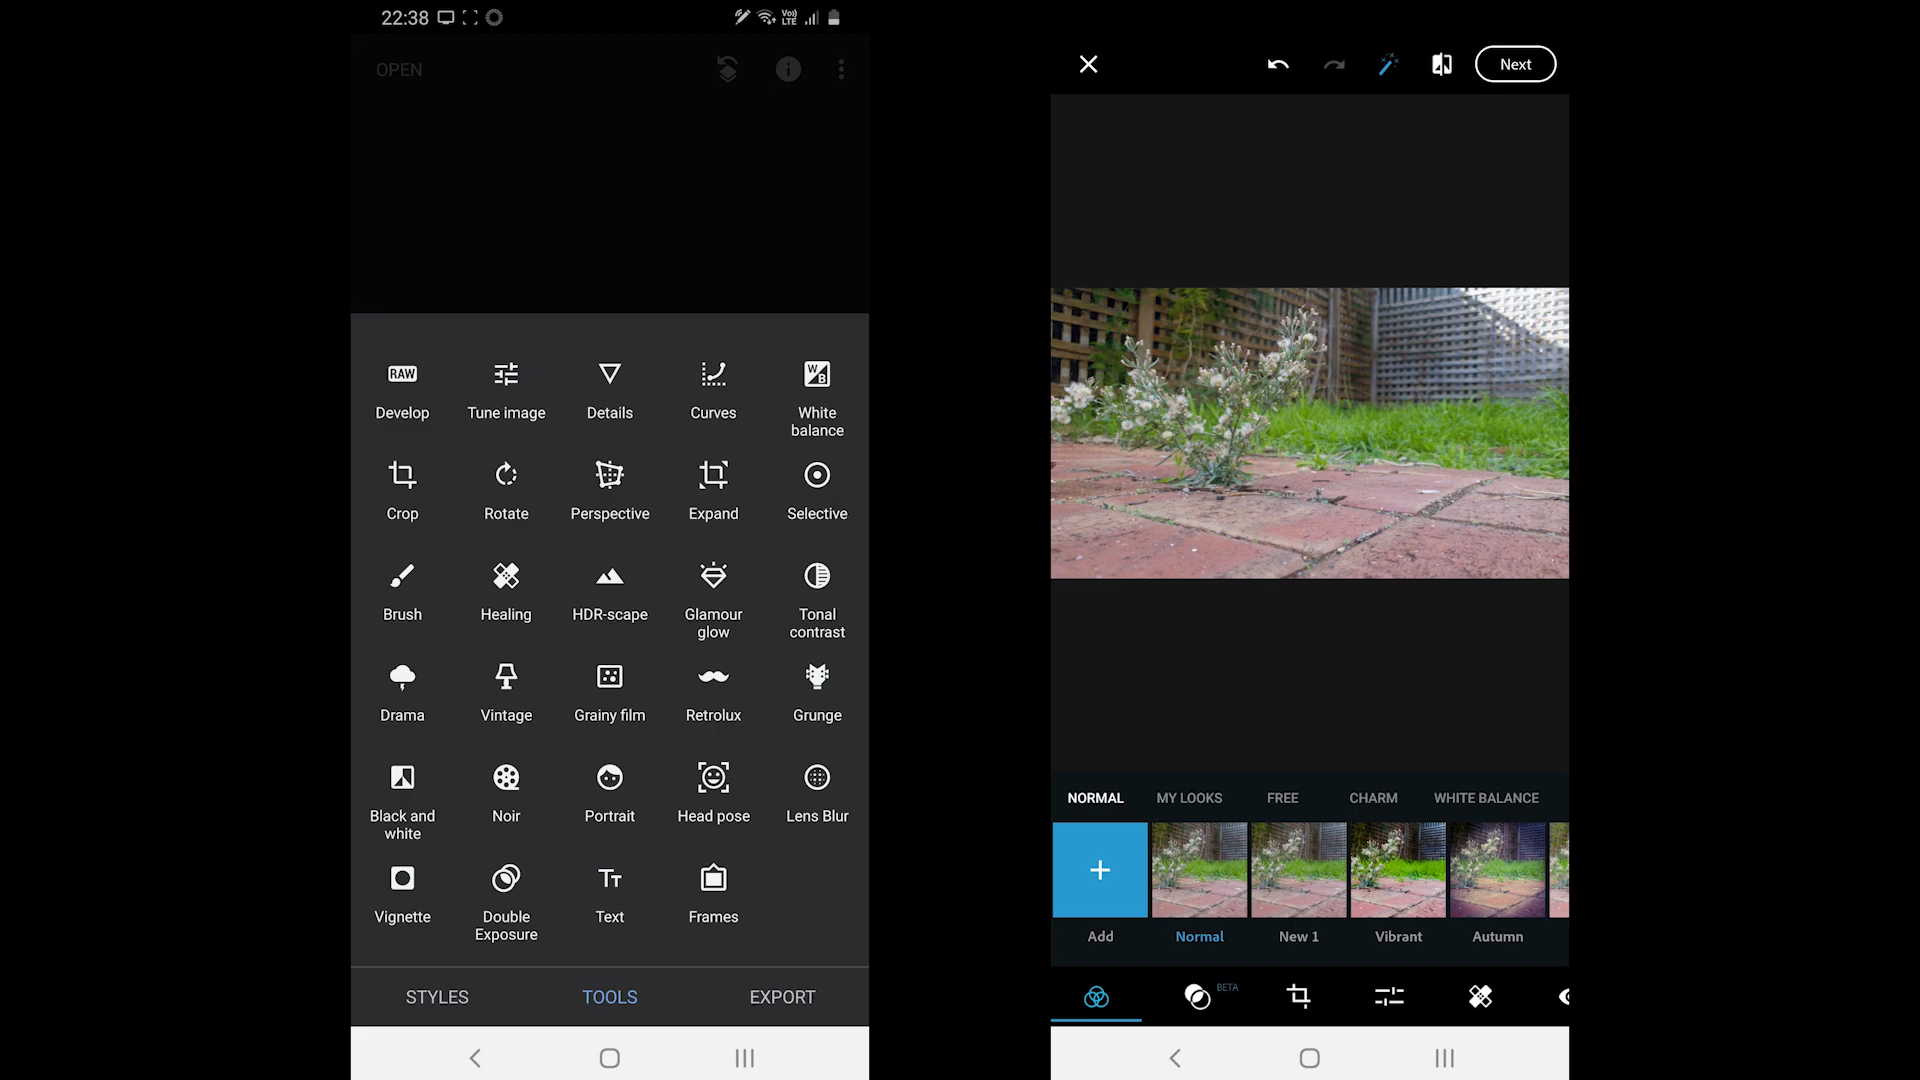 22:38
Vo))
LTE
OPEN
RAW
W
B
Develop
Tune image
Details
Curves
White
balance
Crop
Rotate
Perspective
Expand
Selective
Brush
Healing
HDR-scape
Glamour
glow
Tonal
contrast
Drama
Vintage
Grainy film
Retrolux
Grunge
Black and
white
Noir
Portrait
Head pose
Lens Blur
Vignette
Double
Exposure
Text
Frames
STYLES
TOOLS
EXPORT
Next
NORMAL
MY LOOKS
FREE
CHARM
WHITE BALANCE
Add
Normal
New 1
Vibrant
Autumn
BETA